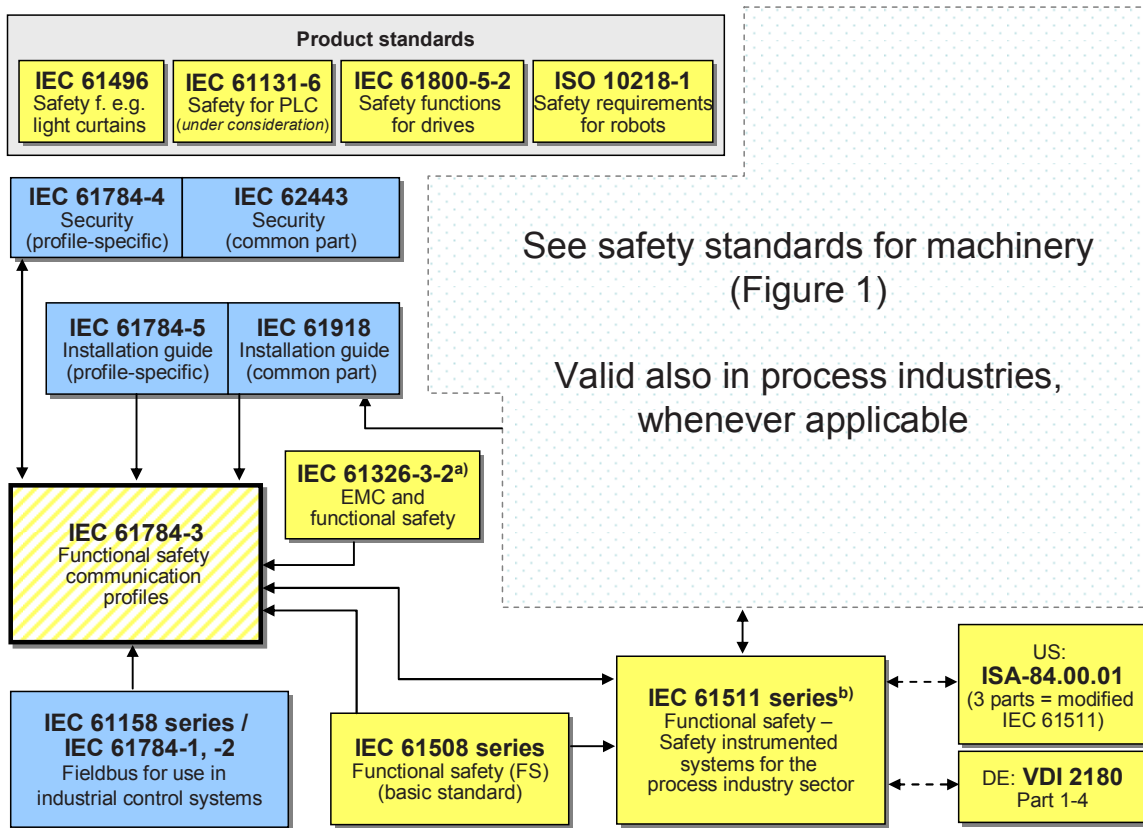 Product standards
IEC 61496
Safety f. e.g.
light curtains
IEC 61131-6
Safety for PLC
(under consideration)
IEC 61800-5-2
Safety functions
for drives
ISO 10218-1
Safety requirements
for robots
IEC 61784-4
Security
(profile-specific)
IEC 62443
Security
(common part)
See safety standards for machinery
(Figure 1)
Valid also in process industries,
whenever applicable
IEC 61784-5
Installation guide
(profile-specific)
IEC 61918
Installation guide
(common part)
IEC 61326-3-2a)
EMC and
functional safety
IEC 61784-3
Functional safety
communication
profiles
IEC 61158 series /
IEC 61784-1, -2
Fieldbus for use in
industrial control systems
IEC 61508 series
Functional safety (FS)
(basic standard)
IEC 61511 seriesb)
Functional safety –
Safety instrumented
systems for the
process industry sector
US:
ISA-84.00.01
(3 parts = modified
IEC 61511)
DE: VDI 2180
Part 1-4